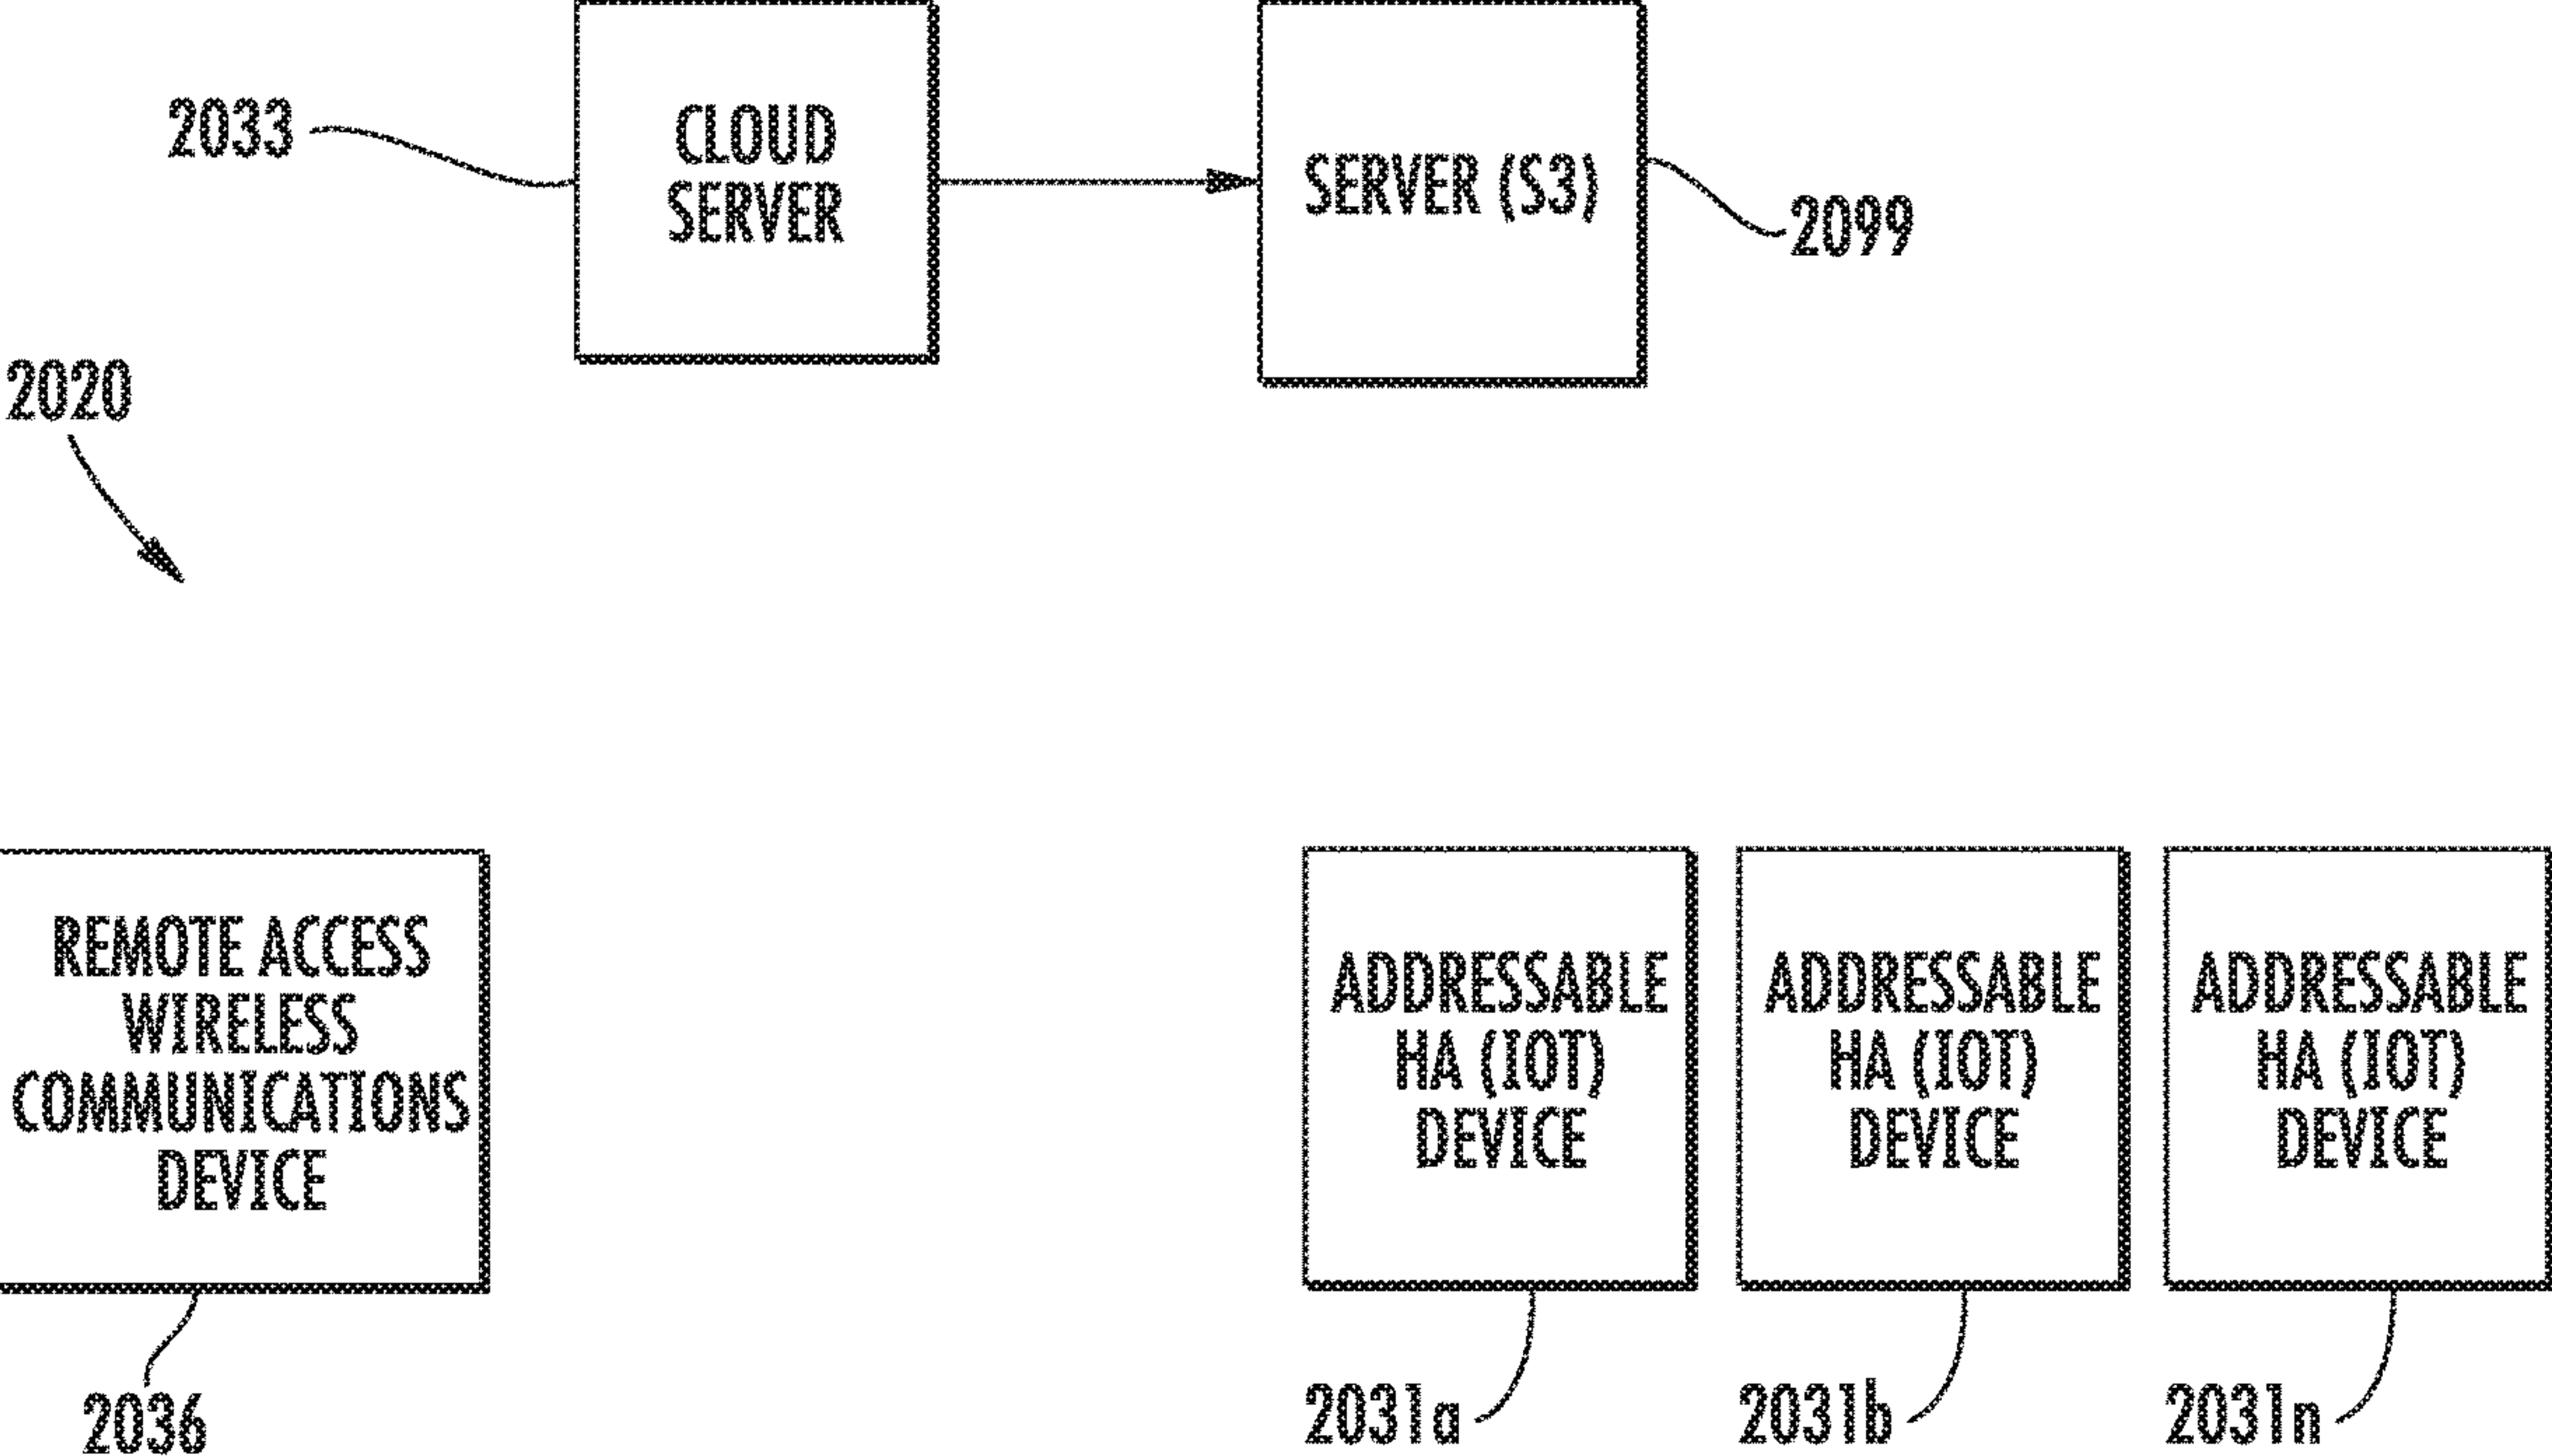 2033
CLOUD
SERVER
SERVER (S3)
2099
2020
REMOTE ACCESS
WIRELESS
COMMUNICATIONS
DEVICE
2036
ADDRESSABLE
HA (IOT)
DEVICE
2031a
ADDRESSABLE
HA (IOT)
DEVICE
2031b
ADDRESSABLE
HA (IOT)
DEVICE
2031n